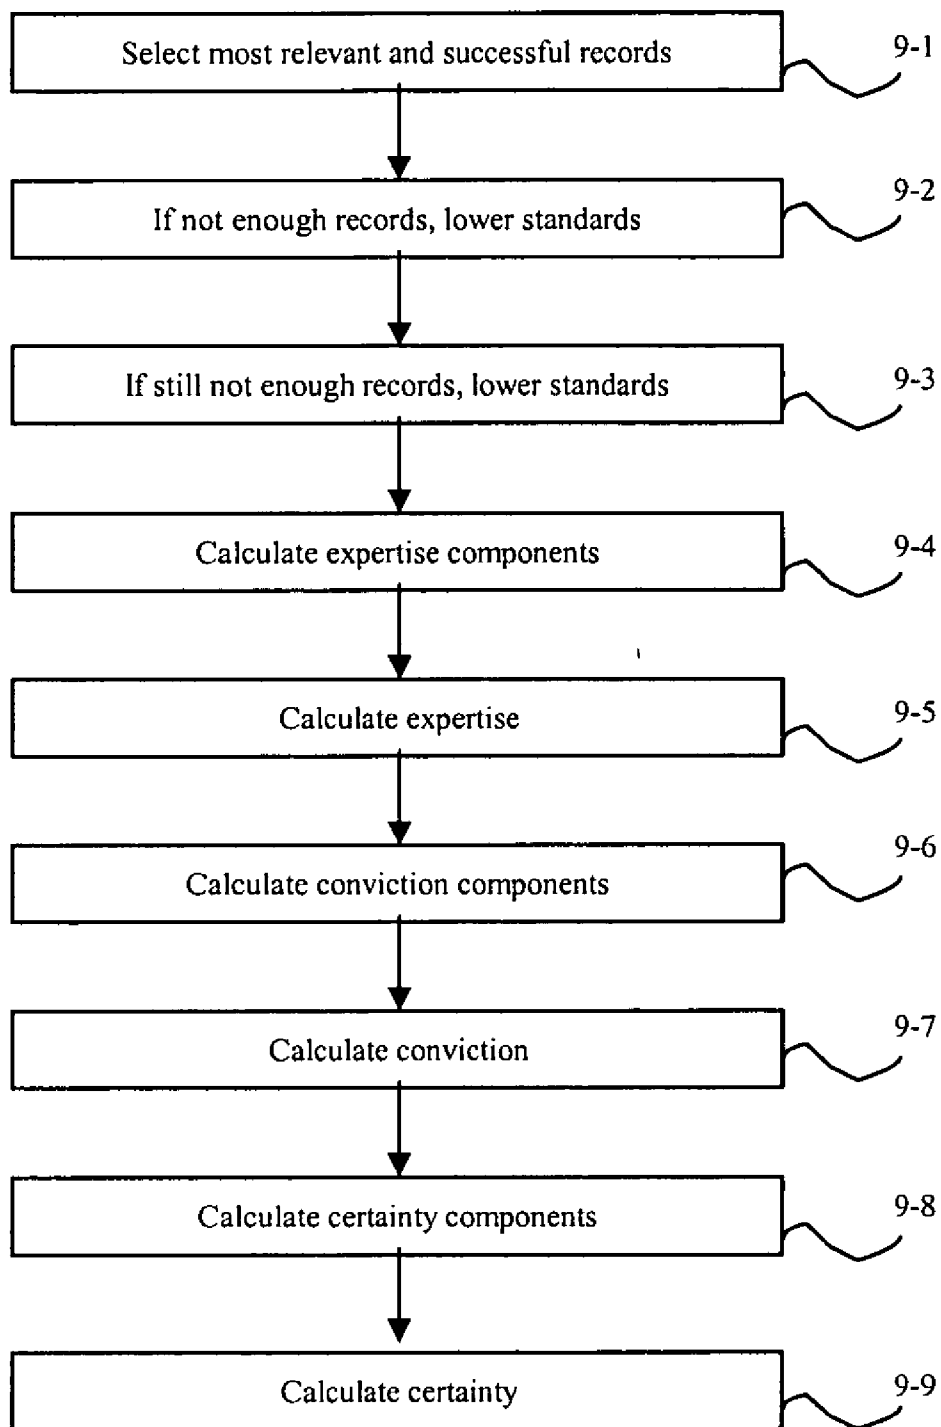 Select most relevant and successful records
9-1
If not enough records, lower standards
9-2
If still not enough records, lower standards
9-3
Calculate expertise components
9-4
Calculate expertise
9-5
Calculate conviction components
9-6
Calculate conviction
9-7
Calculate certainty components
9-8
Calculate certainty
9-9